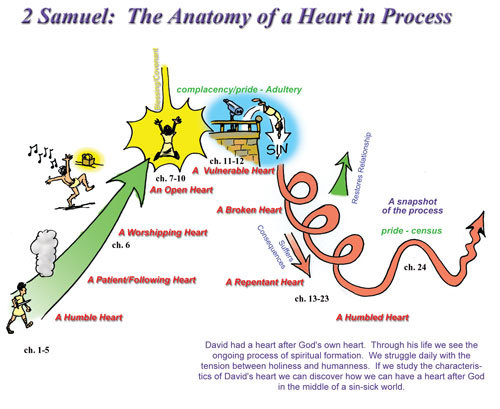 2 Samuel: The Anatomy of a Heart in Process
Blessing/Covenant
complacency/pride - Adultery
SIN
ch. 11-12
A Vulnerable Heart
ch. 7-10
An Open Heart
Restores Relationship
A snapshot
of the process
A Broken Heart
pride - census
A Worshipping Heart
ch. 6
Suffers
Consequences
ch. 24
A Patient/Following Heart
A Repentant Heart
ch. 13-23
A Humble Heart
A Humbled Heart
ch. 1-5
David had a heart after God's own heart. Through his life we see the
ongoing process of spiritual formation. We struggle daily with the
tension between holiness and humanness. If we study the characteris-
tics of David's heart we can discover how we can have a heart after God
in the middle of a sin-sick world.